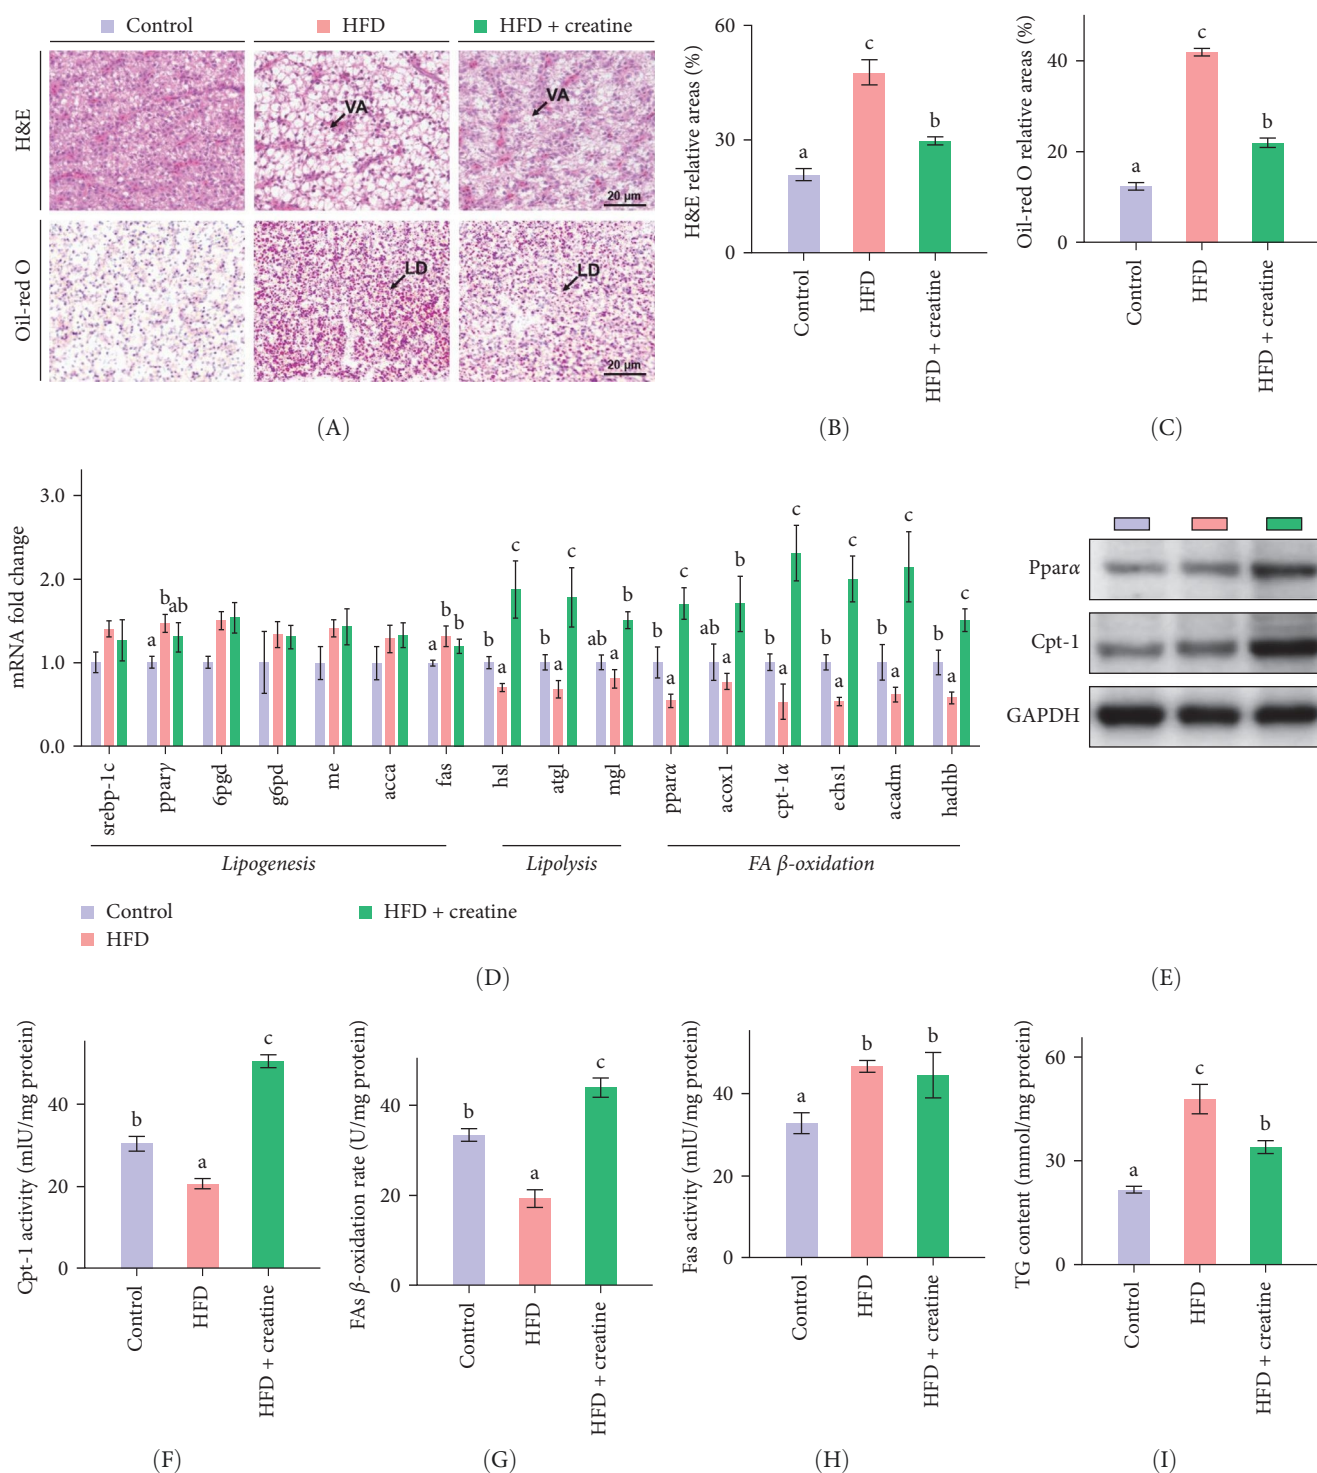 Control HFD HFD + creatine
H&E
VA
VA
20 μm
Oil-red O
LD
LD
20 μm
(A)
H&E relative areas (%)
60
30
0
a
c
b
Control
HFD
HFD + creatine
(B)
Oil-red O relative areas (%)
40
20
0
a
c
b
Control
HFD
HFD + creatine
(C)
mRNA fold change
3.0
2.0
1.0
0.0
a b ab
a b b
b a c
b a c
ab a b
b a c
ab a b
b a c
b a c
b a c
b a c
srebp-1c
pparγ
6pgd
g6pd
me
acca
fas
hsl
atgl
mgl
pparα
acox1
cpt-1α
echs1
acadm
hadhb
Lipogenesis
Lipolysis
FA β-oxidation
Control
HFD
HFD + creatine
(D)
Pparα
Cpt-1
GAPDH
(E)
Cpt-1 activity (mIU/mg protein)
40
20
0
b
a
c
Control
HFD
HFD + creatine
(F)
FAs β-oxidation rate (U/mg protein)
40
20
0
b
a
c
Control
HFD
HFD + creatine
(G)
Fas activity (mIU/mg protein)
40
20
0
a
b
b
Control
HFD
HFD + creatine
(H)
TG content (mmol/mg protein)
60
30
0
a
c
b
Control
HFD
HFD + creatine
(I)